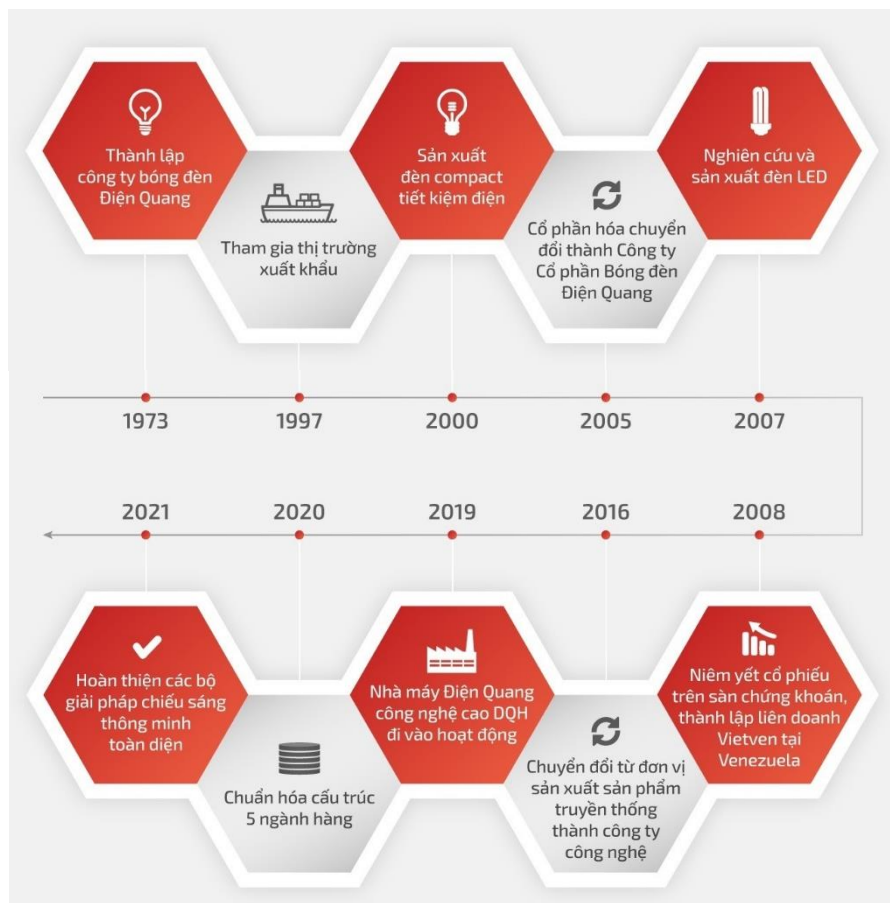 Thành lập
công ty bóng đèn
Điện Quang
Tham gia thị trường
xuất khẩu
Sản xuất
đèn compact
tiết kiệm điện
Cổ phần hóa chuyển
đổi thành Công ty
Cổ phần Bóng đèn
Điện Quang
Nghiên cứu và
sản xuất đèn LED
1973
1997
2000
2005
2007
2021
2020
2019
2016
2008
Hoàn thiện các bộ
giải pháp chiếu sáng
thông minh
toàn diện
Chuẩn hóa cấu trúc
5 ngành hàng
Nhà máy Điện Quang
công nghệ cao DQH
đi vào hoạt động
Chuyển đổi từ đơn vị
sản xuất sản phẩm
truyền thống
thành công ty
công nghệ
Niêm yết cổ phiếu
trên sàn chứng khoán,
thành lập liên doanh
Vietven tại
Venezuela